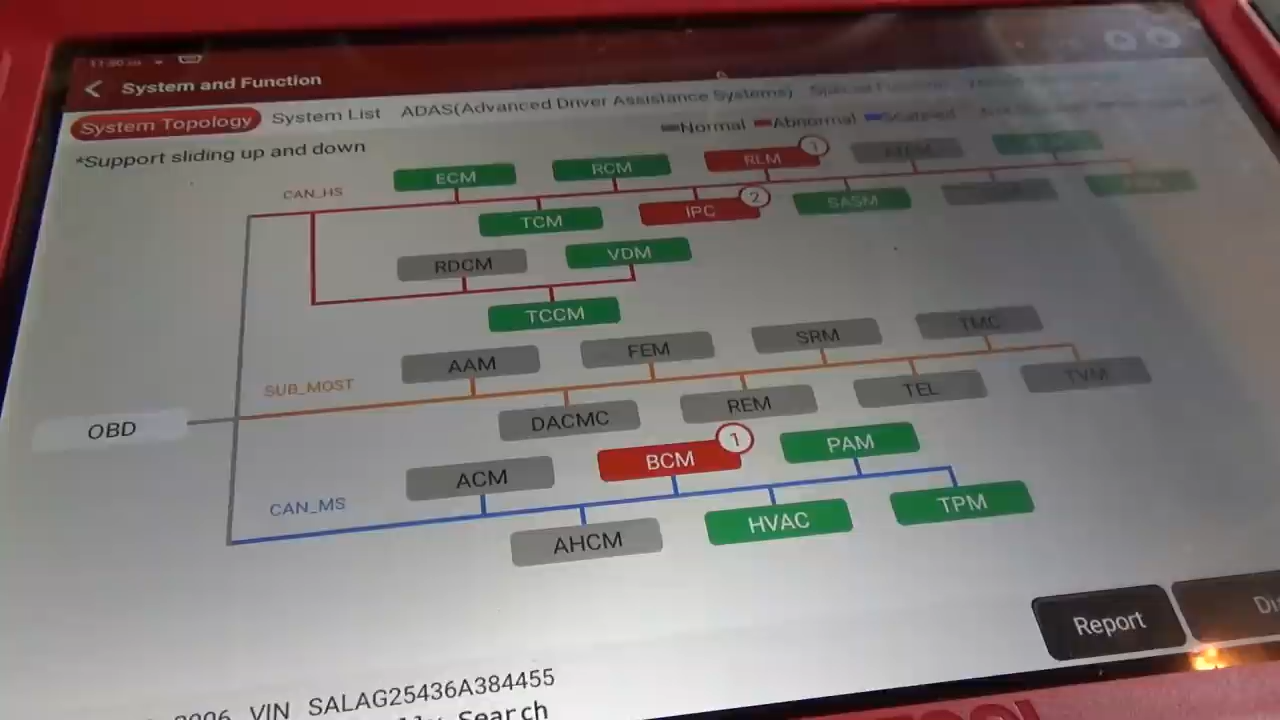 System and Function
System Topology System List ADAS(Advanced Driver Assistance Systems)
Normal Abnormal
*Support sliding up and down
CAN_HS
ECM RCM RLM 1
TCM IPC 2 SASM
RDCM VDM
TCCM
SUB_MOST
AAM FEM SRM TMC
DACMC REM TEL TVM
OBD
CAN_MS
ACM BCM 1 PAM
AHCM HVAC TPM
Report
VIN SALAG25436A384455
Search